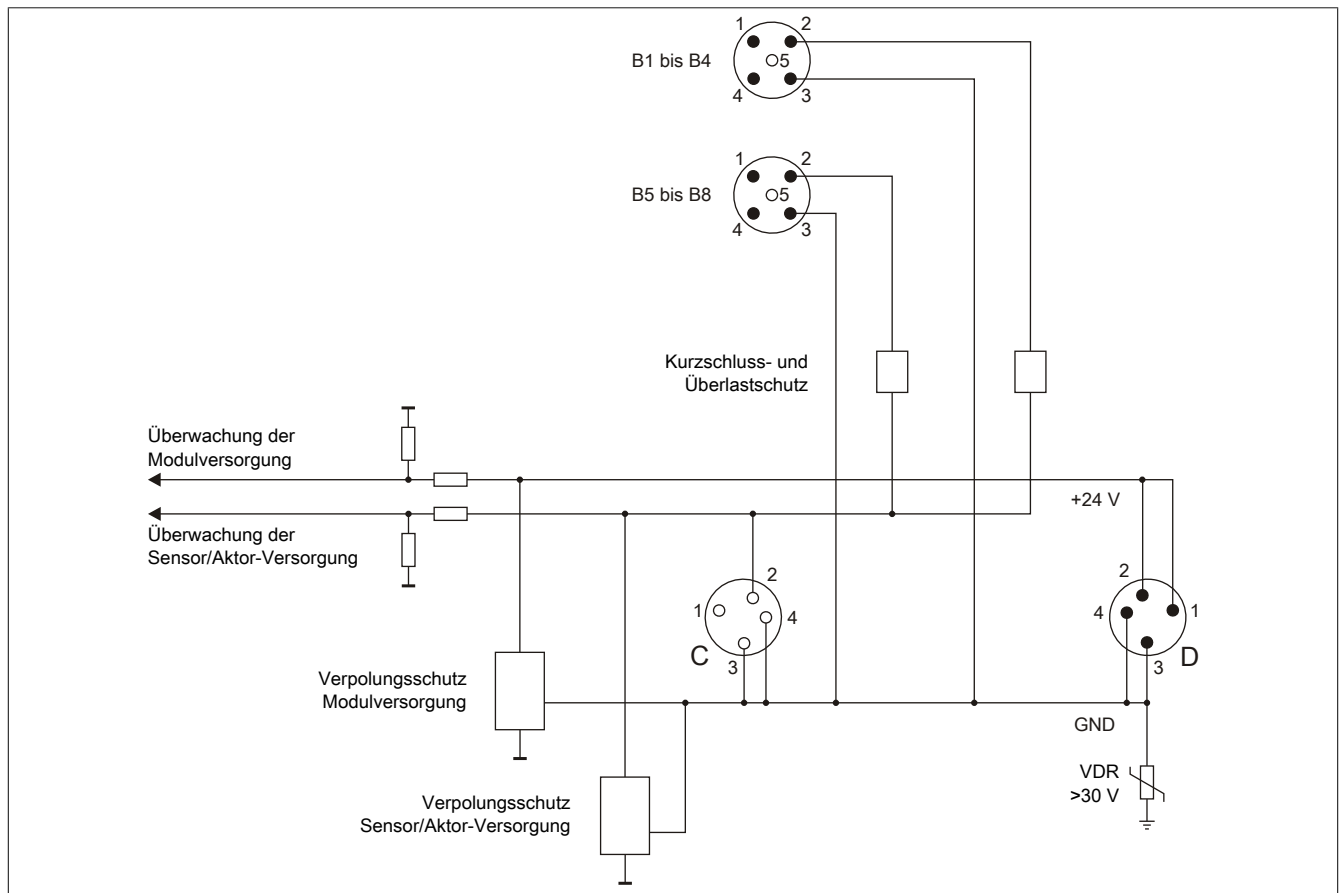 1 2
B1 bis B4
5
4 3
1 2
B5 bis B8
5
4 3
Kurzschluss- und
Überlastschutz
Überwachung der
Modulversorgung
+24 V
Überwachung der
Sensor/Aktor-Versorgung
2
1 4
C 3
2
4 1
3 D
Verpolungsschutz
Modulversorgung
GND
VDR
>30 V
Verpolungsschutz
Sensor/Aktor-Versorgung